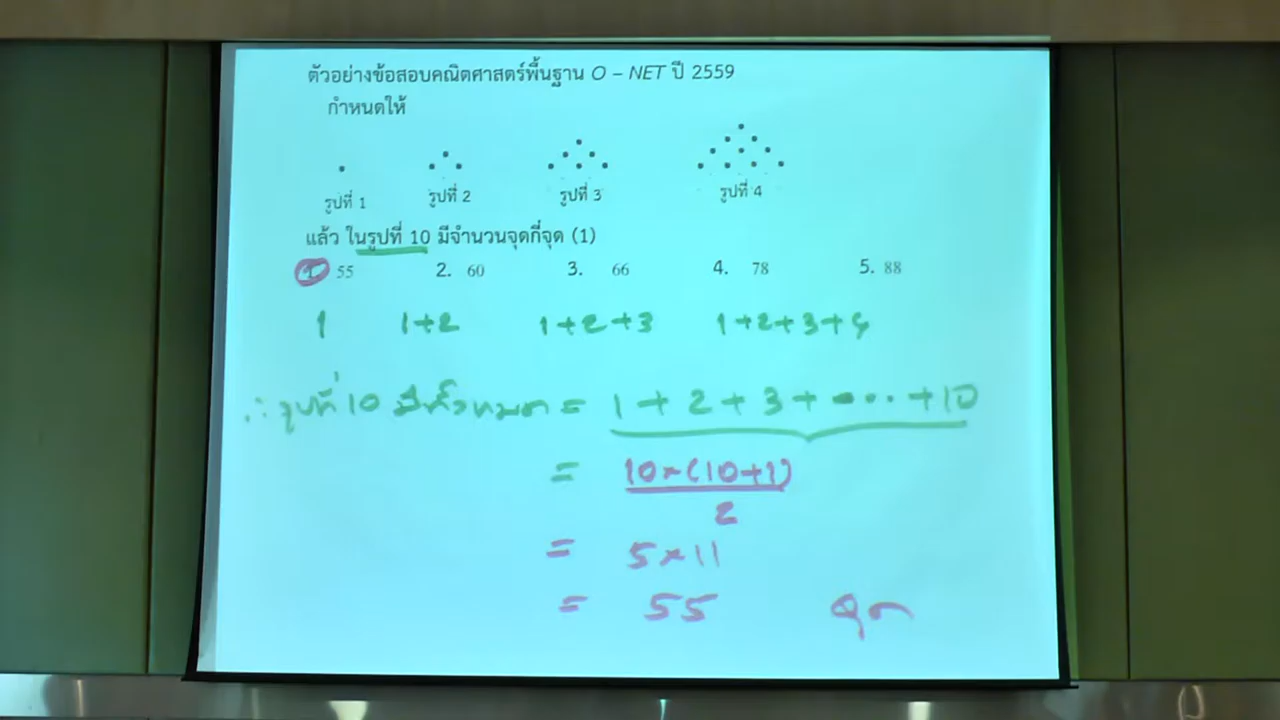 ตัวอย่างข้อสอบคณิตศาสตร์พื้นฐาน O – NET ปี 2559
กำหนดให้
รูปที่ 1 รูปที่ 2 รูปที่ 3 รูปที่ 4
แล้ว ในรูปที่ 10 มีจำนวนจุดกี่จุด (1)
1. 55 2. 60 3. 66 4. 78 5. 88
1 1+2 1+2+3 1+2+3+4
∴ รูปที่ 10 มีทั้งหมด = 1+2+3+....+10
= 10×(10+1)
2
= 5×11
= 55 จุด